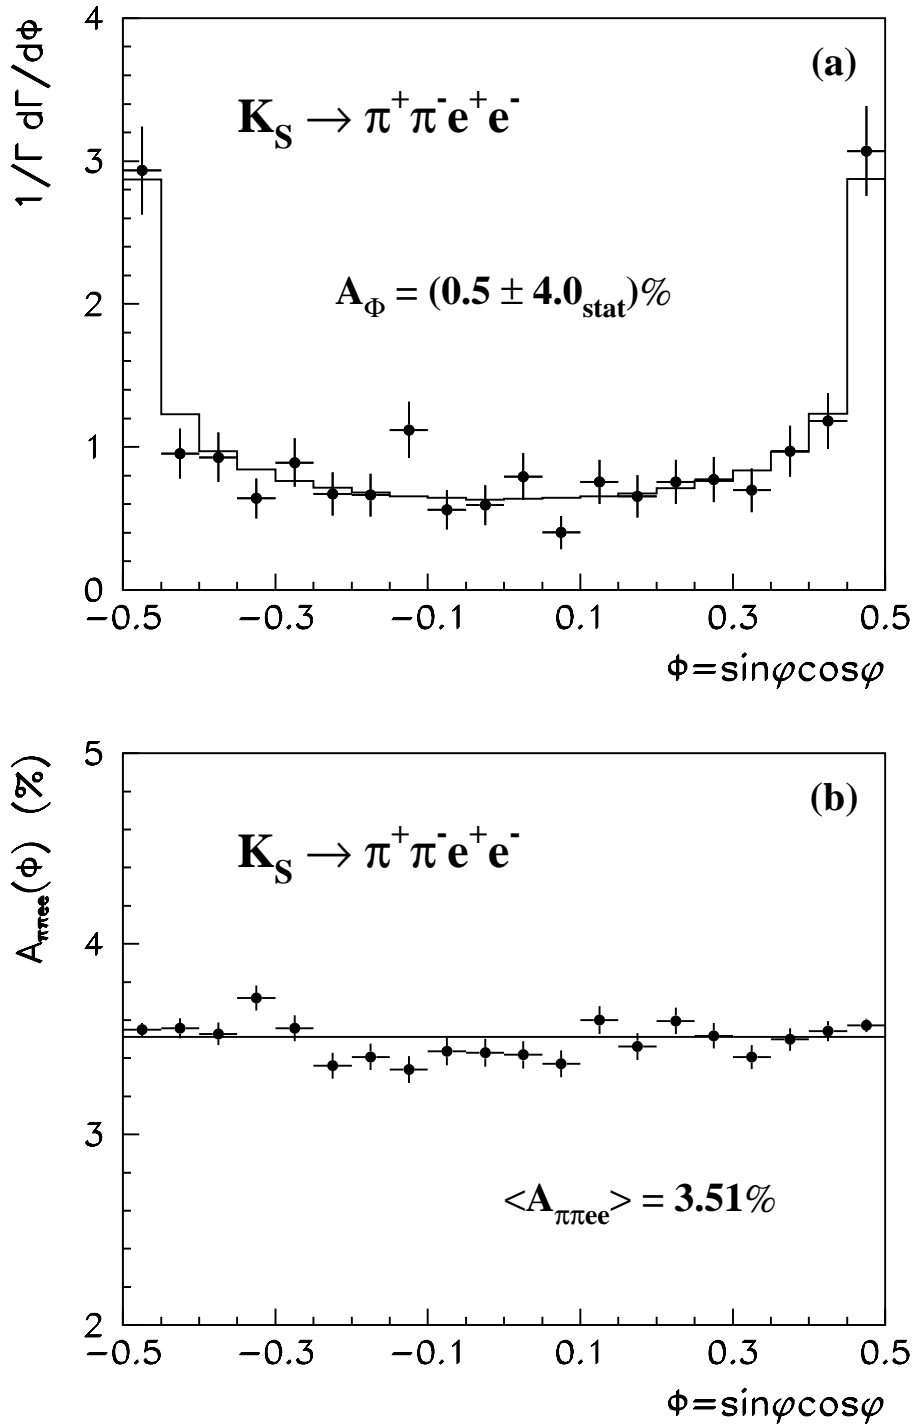 1/Γ dΓ/dΦ
4
3
2
1
0
(a)
K_S → π⁺π⁻e⁺e⁻
A_Φ = (0.5 ± 4.0_stat)%
−0.5 −0.3 −0.1 0.1 0.3 0.5
Φ=sinφcosφ
A_ππee(Φ) (%)
5
4
3
2
(b)
K_S → π⁺π⁻e⁺e⁻
<A_ππee> = 3.51%
−0.5 −0.3 −0.1 0.1 0.3 0.5
Φ=sinφcosφ